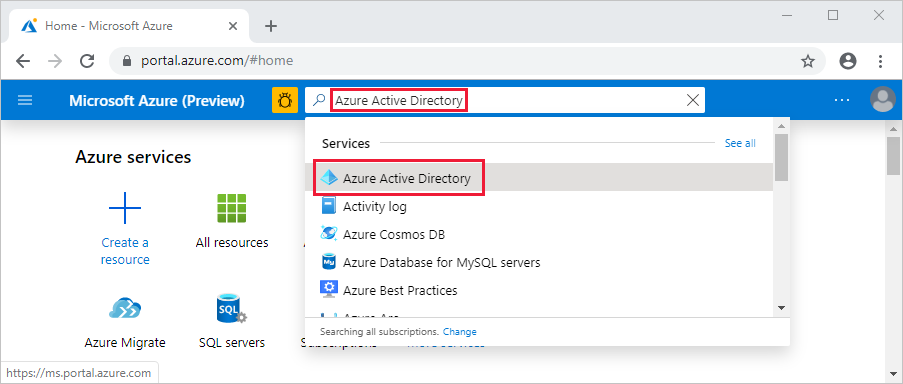 Home - Microsoft Azure
portal.azure.com/#home
Microsoft Azure (Preview)
Azure Active Directory
Services
See all
Azure services
Azure Active Directory
Activity log
Azure Cosmos DB
Azure Database for MySQL servers
Azure Best Practices
Create a
resource
All resources
Azure Migrate
SQL
SQL servers
Searching all subscriptions. Change
https://ms.portal.azure.com